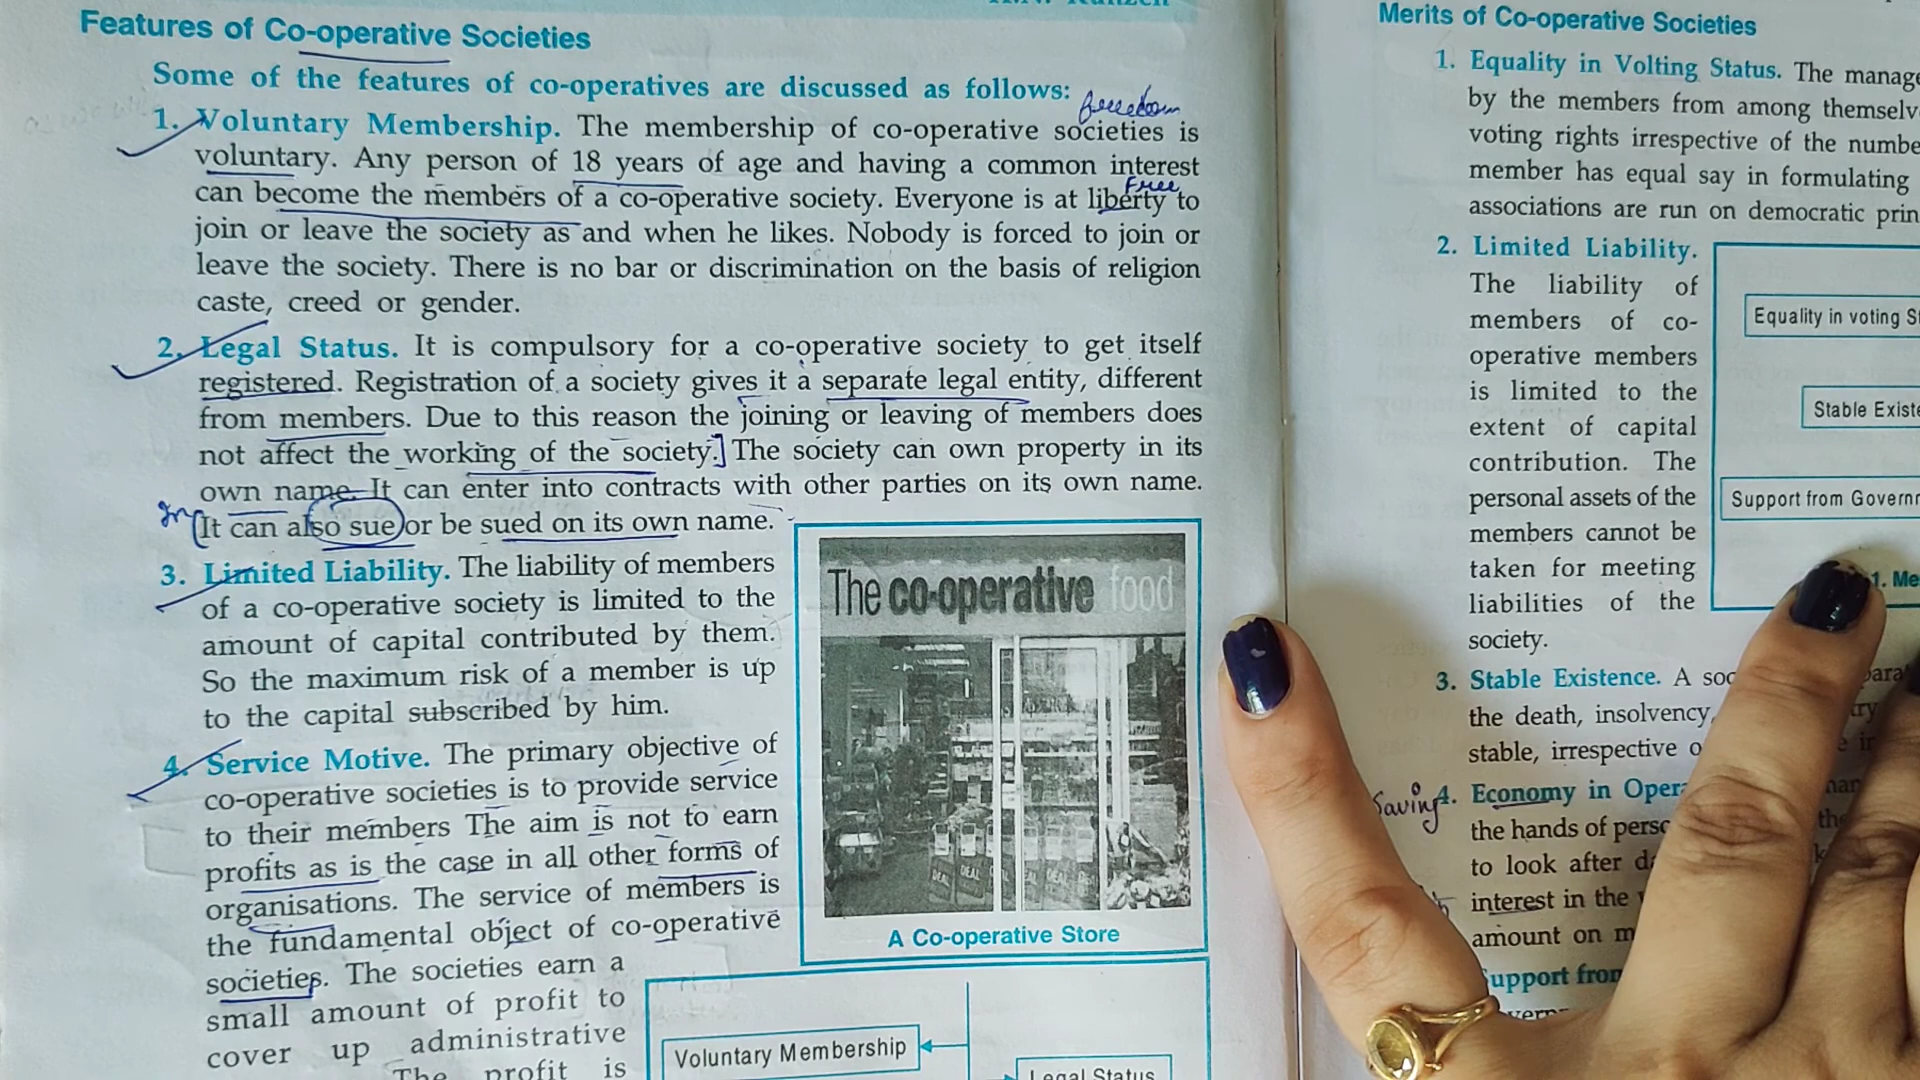 Features of Co-operative Societies
Some of the features of co-operatives are discussed as follows:
freedom
1. Voluntary Membership. The membership of co-operative societies is
voluntary. Any person of 18 years of age and having a common interest
can become the members of a co-operative society. Everyone is at liberty to
Free
join or leave the society as and when he likes. Nobody is forced to join or
leave the society. There is no bar or discrimination on the basis of religion
caste, creed or gender.
2. Legal Status. It is compulsory for a co-operative society to get itself
registered. Registration of a society gives it a separate legal entity, different
from members. Due to this reason the joining or leaving of members does
not affect the working of the society. The society can own property in its
own name. It can enter into contracts with other parties on its own name.
It can also sue or be sued on its own name.
3. Limited Liability. The liability of members
of a co-operative society is limited to the
amount of capital contributed by them.
So the maximum risk of a member is up
to the capital subscribed by him.
4. Service Motive. The primary objective of
co-operative societies is to provide service
to their members The aim is not to earn
profits as is the case in all other forms of
organisations. The service of members is
the fundamental object of co-operative
societies. The societies earn a
small amount of profit to
cover up administrative
The profit is
The co-operative food
DEAL
DEAL
DEAL
A Co-operative Store
Voluntary Membership
Legal Status
Merits of Co-operative Societies
1. Equality in Volting Status. The
by the members from among
voting rights irrespective of the
member has equal say in formulating
associations are run on democratic
2. Limited Liability.
The liability of
members of co-
operative members
is limited to the
extent of capital
contribution. The
personal assets of the
members cannot be
taken for meeting
liabilities of the
society.
Equality in voting
Stable
Support from
1.
3. Stable Existence. A
the death, insolvency,
stable, irrespective
Saving
4. Economy in
the hands of
to look after
interest in the
amount on